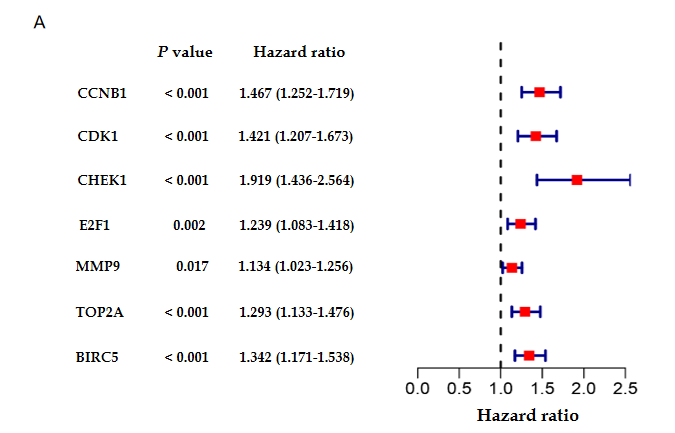 A
P value Hazard ratio
CCNB1 < 0.001 1.467 (1.252-1.719)
CDK1 < 0.001 1.421 (1.207-1.673)
CHEK1 < 0.001 1.919 (1.436-2.564)
E2F1 0.002 1.239 (1.083-1.418)
MMP9 0.017 1.134 (1.023-1.256)
TOP2A < 0.001 1.293 (1.133-1.476)
BIRC5 < 0.001 1.342 (1.171-1.538)
0.0 0.5 1.0 1.5 2.0 2.5
Hazard ratio